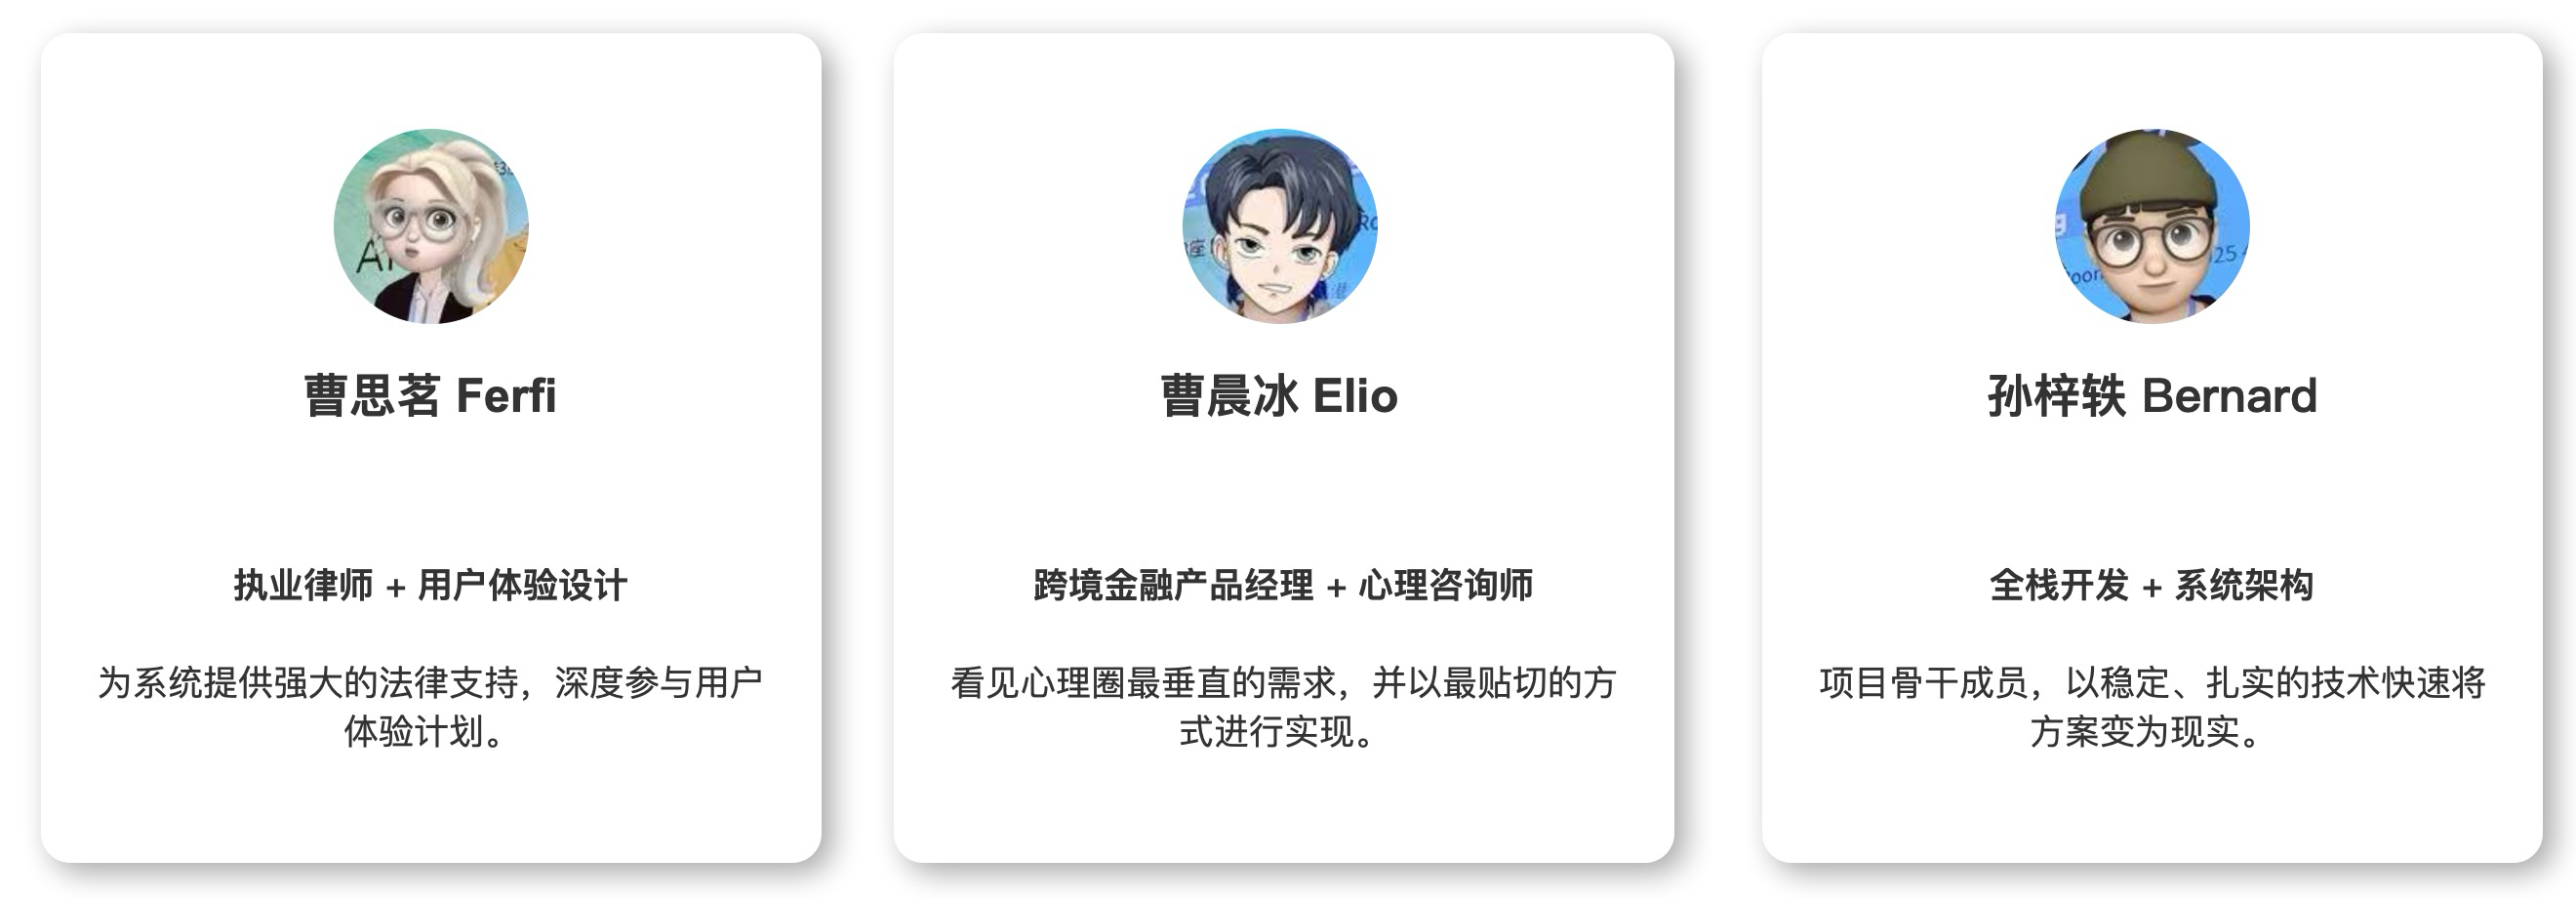 曹思茗 Ferfi
执业律师 + 用户体验设计
为系统提供强大的法律支持，深度参与用户
体验计划。
曹晨冰 Elio
跨境金融产品经理 + 心理咨询师
看见心理圈最垂直的需求，并以最贴切的方
式进行实现。
孙梓轶 Bernard
全栈开发 + 系统架构
项目骨干成员，以稳定、扎实的技术快速将
方案变为现实。